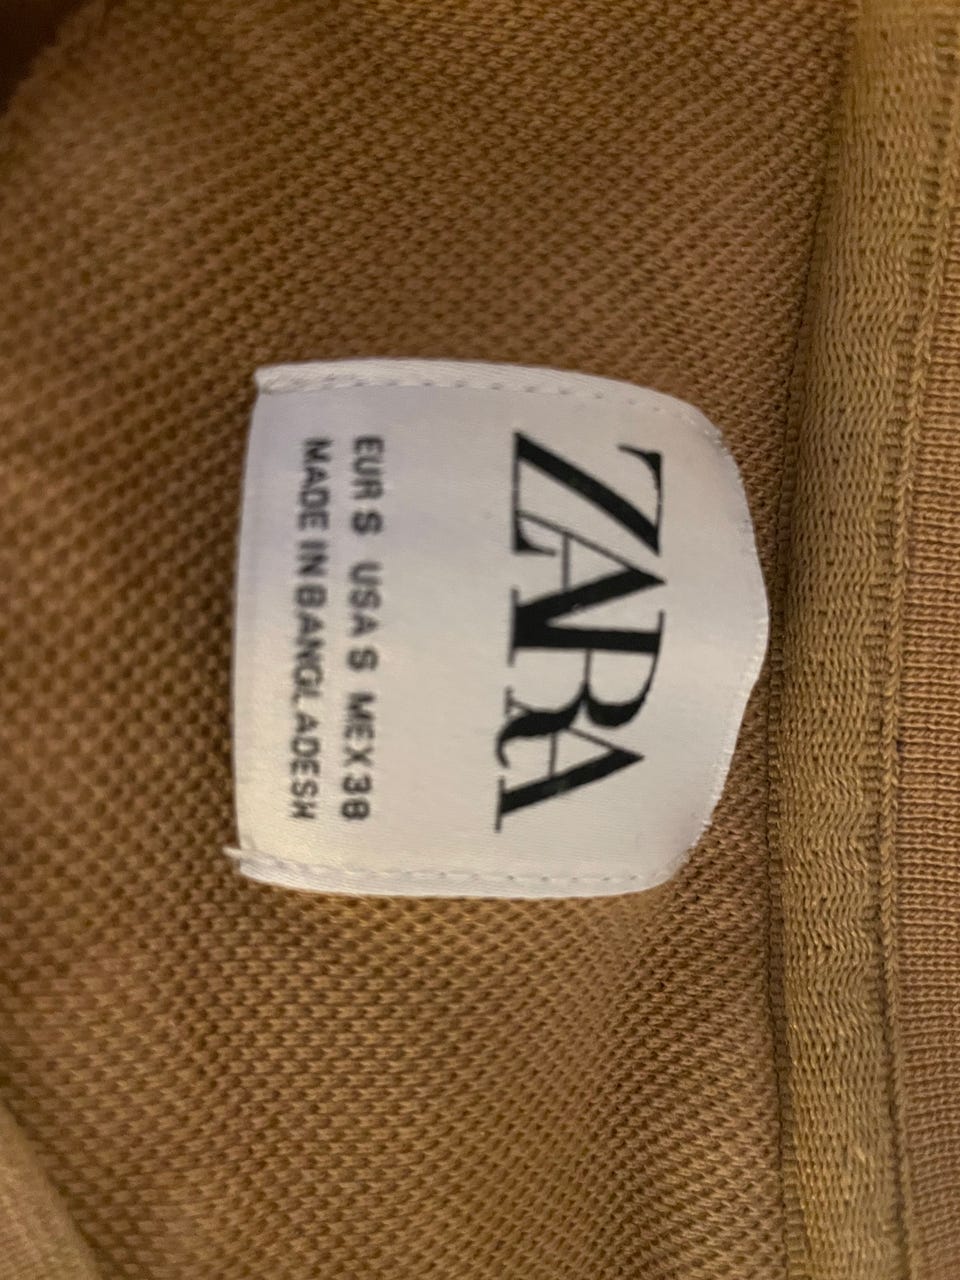 ZARA
EUR S USA S MEX 38
MADE IN BANGLADESH